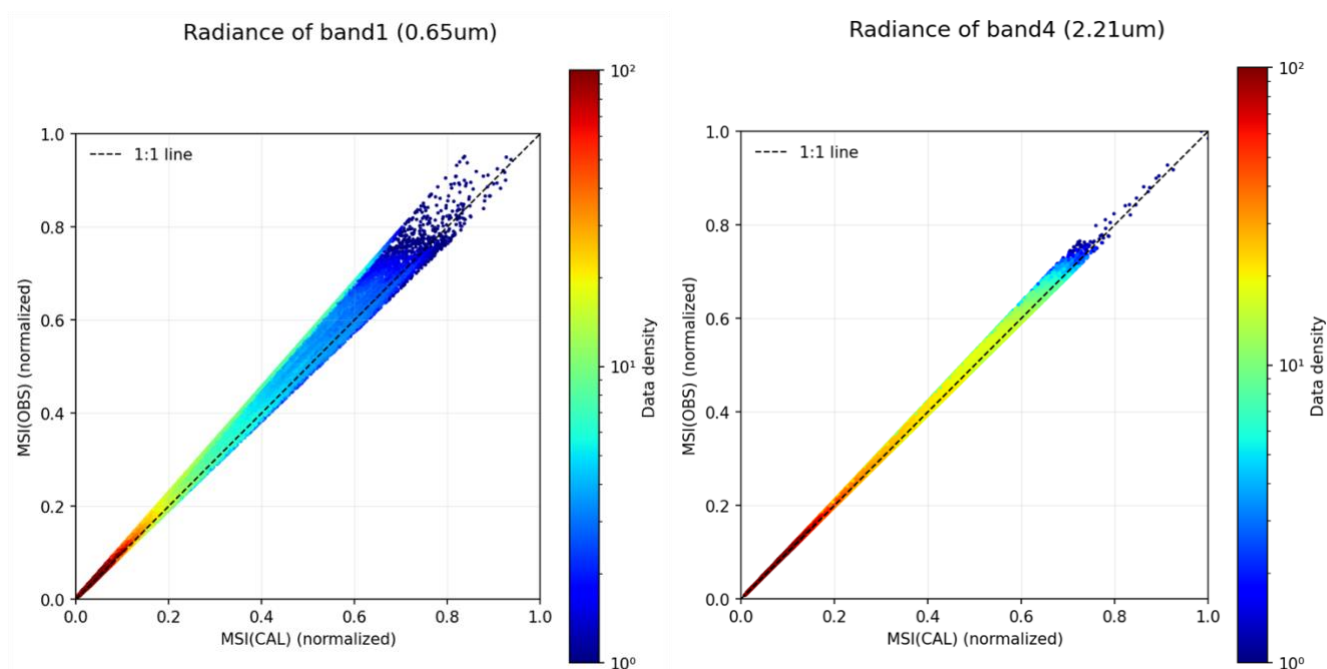 Radiance of band1 (0.65um)
10²
1.0
1:1 line
0.8
MSI(OBS) (normalized)
0.6
10¹
Data density
0.4
0.2
0.0
0.0 0.2 0.4 0.6 0.8 1.0
MSI(CAL) (normalized)
10⁰
Radiance of band4 (2.21um)
10²
1.0
1:1 line
0.8
MSI(OBS) (normalized)
0.6
10¹
Data density
0.4
0.2
0.0
0.0 0.2 0.4 0.6 0.8 1.0
MSI(CAL) (normalized)
10⁰